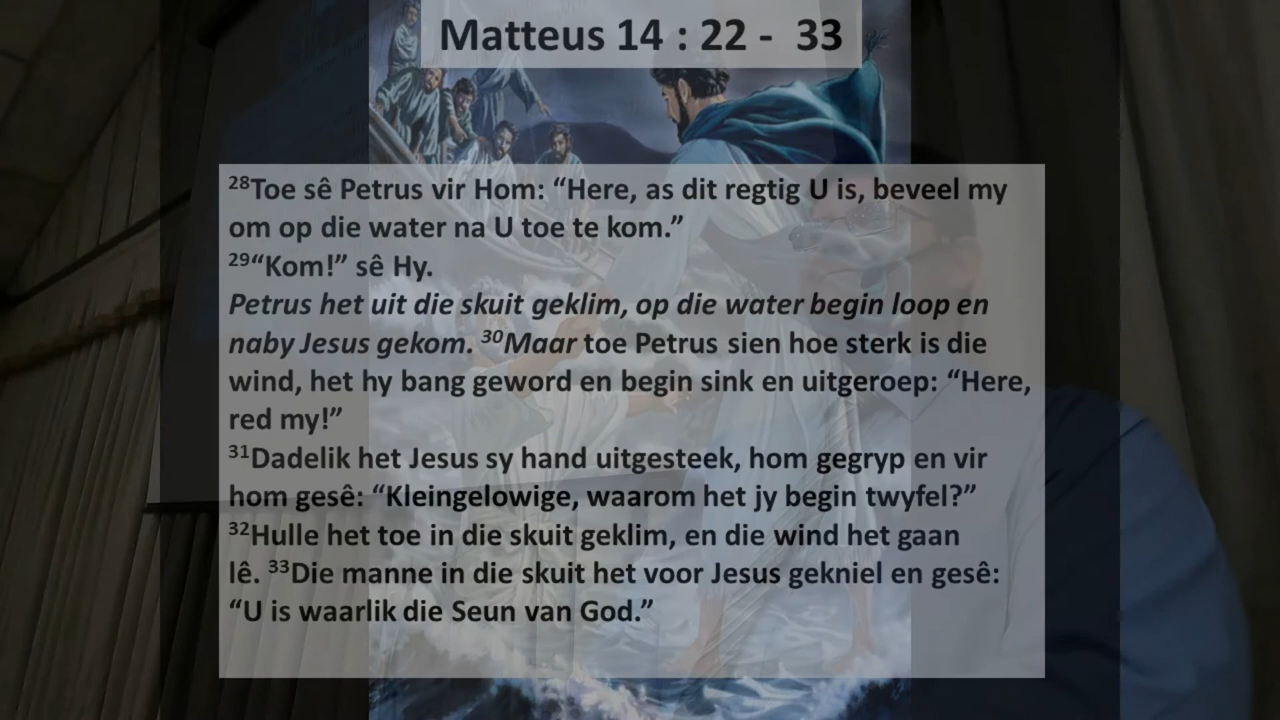 Matteus 14 : 22 - 33
²⁸Toe sê Petrus vir Hom: “Here, as dit regtig U is, beveel my
om op die water na U toe te kom.”
²⁹“Kom!” sê Hy.
Petrus het uit die skuit geklim, op die water begin loop en
naby Jesus gekom. ³⁰Maar toe Petrus sien hoe sterk is die
wind, het hy bang geword en begin sink en uitgeroep: “Here,
red my!”
³¹Dadelik het Jesus sy hand uitgesteek, hom gegryp en vir
hom gesê: “Kleingelowige, waarom het jy begin twyfel?”
³²Hulle het toe in die skuit geklim, en die wind het gaan
lê. ³³Die manne in die skuit het voor Jesus gekniel en gesê:
“U is waarlik die Seun van God.”